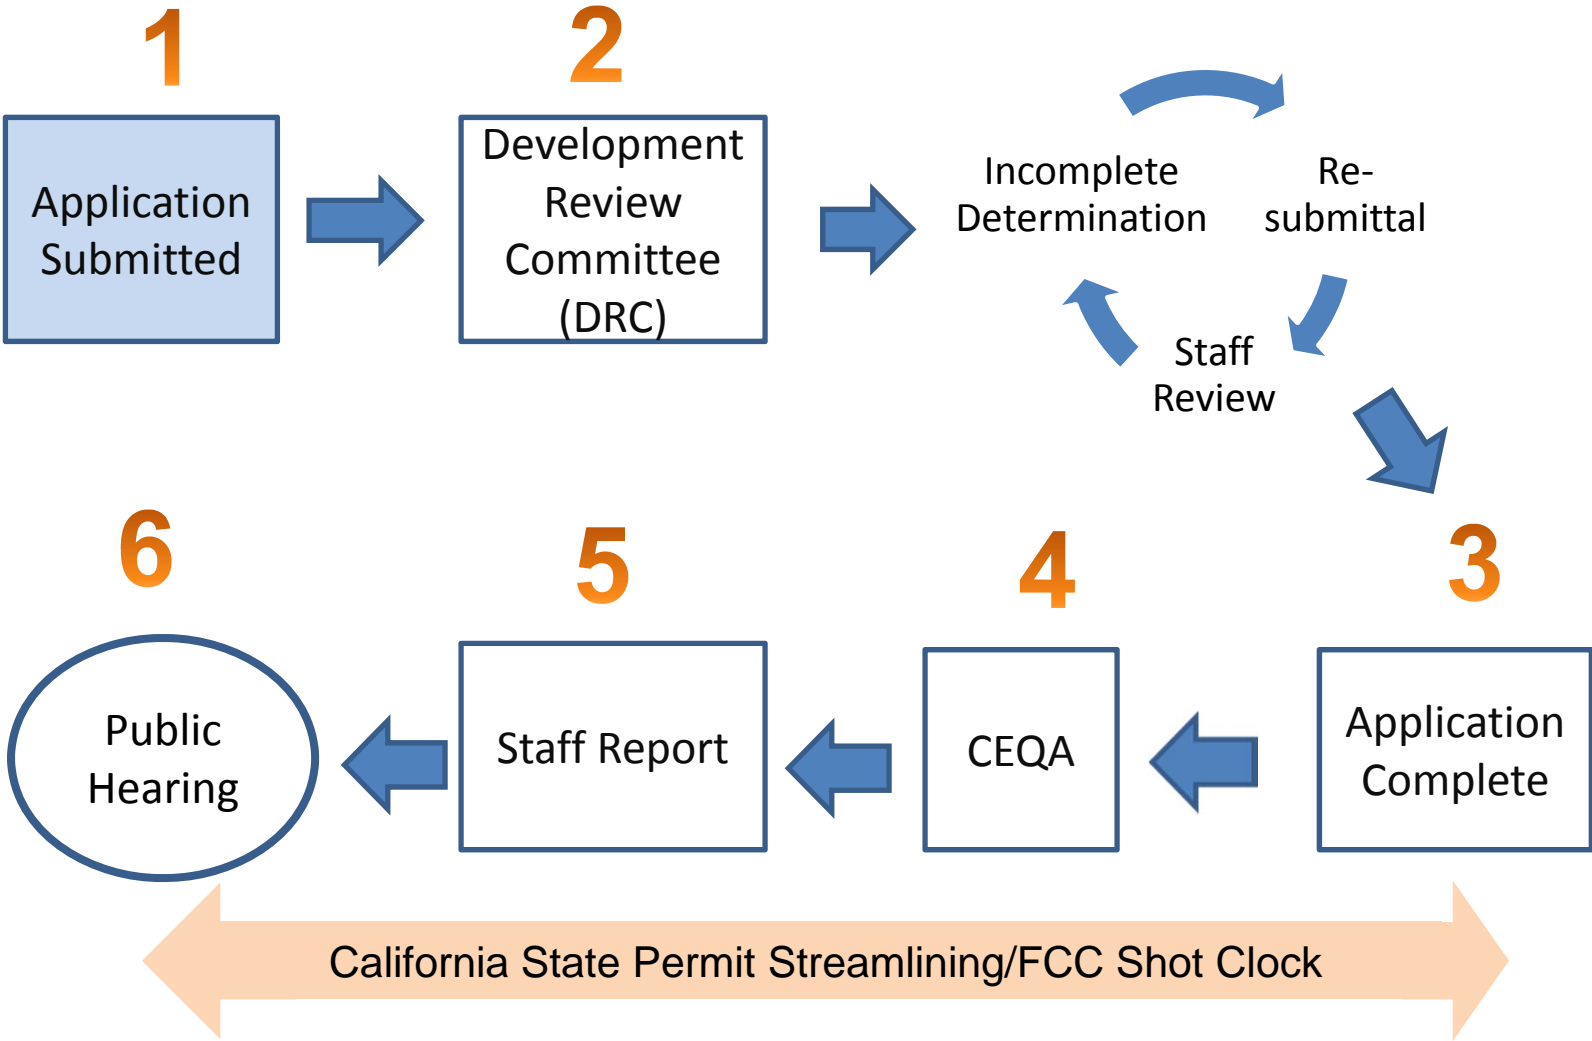 1
Application
Submitted
2
Development
Review
Committee
(DRC)
Incomplete
Determination
Re-
submittal
Staff
Review
3
Application
Complete
4
CEQA
5
Staff Report
6
Public
Hearing
California State Permit Streamlining/FCC Shot Clock